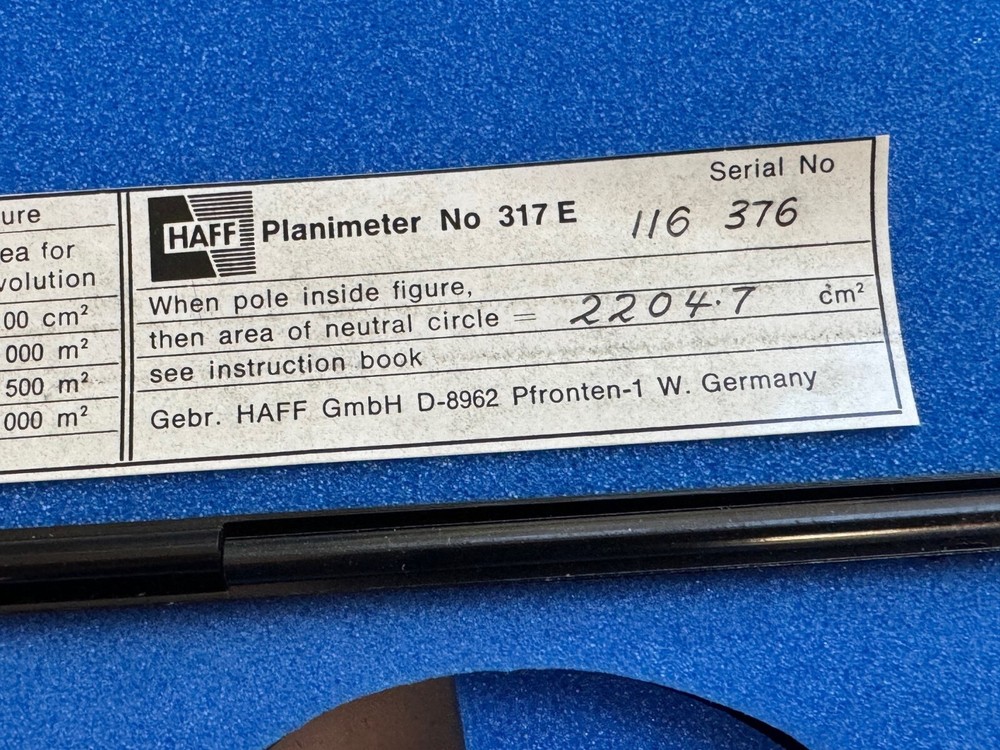 ure
ea for
volution
00 cm²
000 m²
500 m²
000 m²
Serial No
HAFF Planimeter No 317 E 116 376
When pole inside figure,
then area of neutral circle = 2204.7 cm²
see instruction book
Gebr. HAFF GmbH D-8962 Pfronten-1 W. Germany